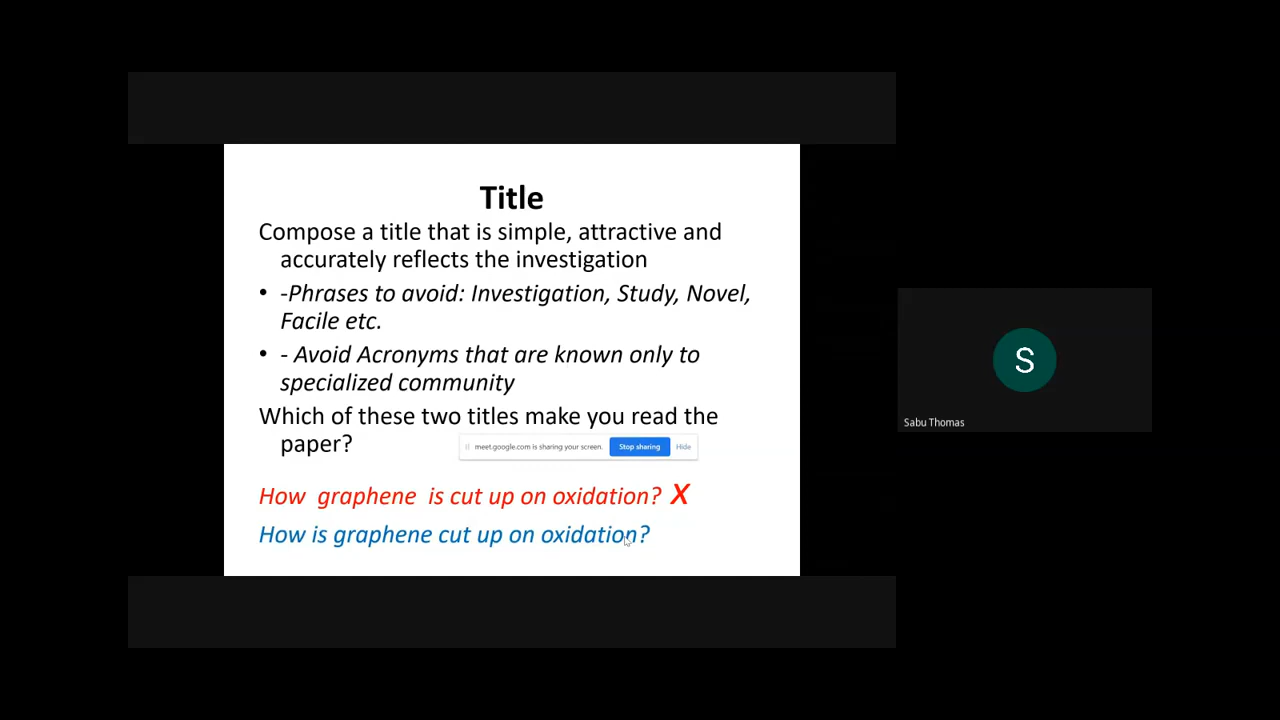 Title
Compose a title that is simple, attractive and
accurately reflects the investigation
• -Phrases to avoid: Investigation, Study, Novel,
Facile etc.
• - Avoid Acronyms that are known only to
specialized community
Which of these two titles make you read the
paper?
meet.google.com is sharing your screen. Stop sharing Hide
How graphene is cut up on oxidation? X
How is graphene cut up on oxidation?
S
Sabu Thomas